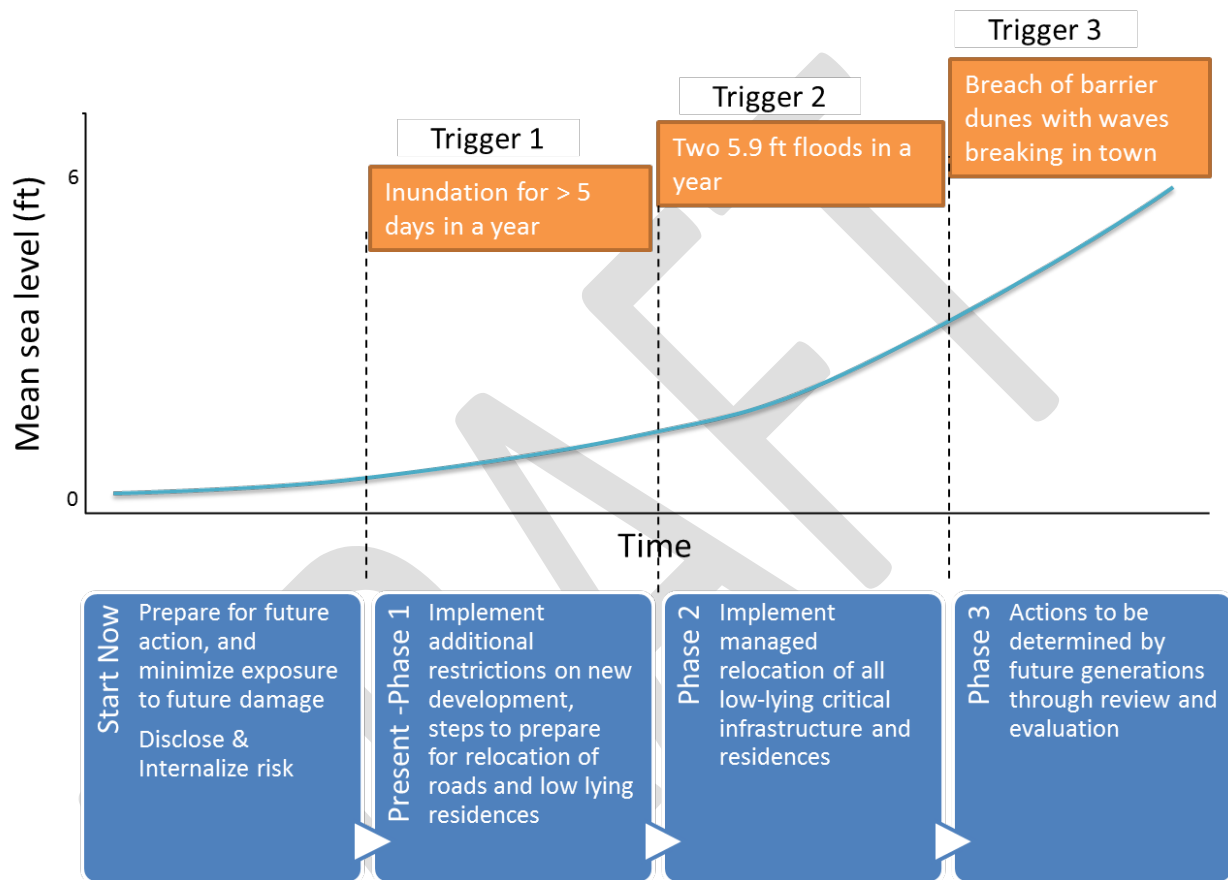 Trigger 3
Breach of barrier
dunes with waves
breaking in town
Trigger 2
Two 5.9 ft floods in a
year
Trigger 1
Inundation for > 5
days in a year
Mean sea level (ft)
6
0
Time
DRAFT
Start Now
Prepare for future
action, and
minimize exposure
to future damage
Disclose &
Internalize risk
Present -Phase 1
Implement
additional
restrictions on new
development,
steps to prepare
for relocation of
roads and low lying
residences
Phase 2
Implement
managed
relocation of all
low-lying critical
infrastructure and
residences
Phase 3
Actions to be
determined by
future generations
through review and
evaluation